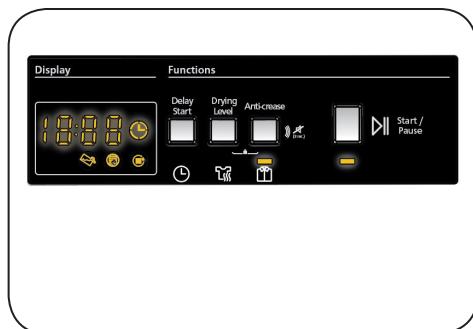 Display
Functions
Delay
Start
Drying
Level
Anti-crease
18:88
Start /
Pause